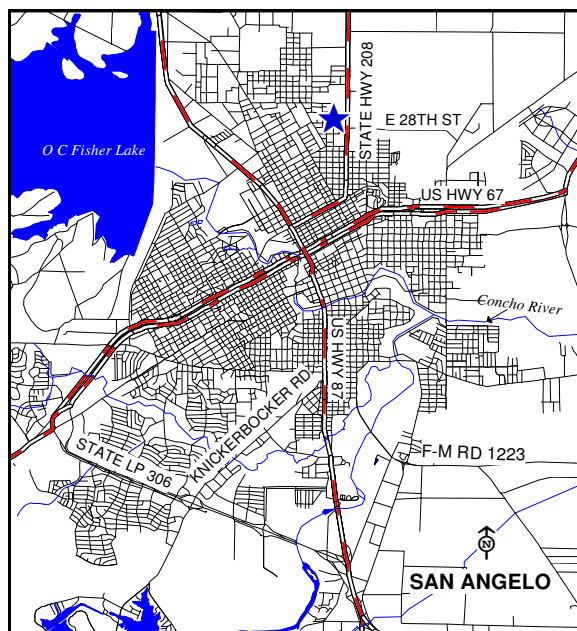 STATE HWY 208
E 28TH ST
O C Fisher Lake
US HWY 67
Concho River
US HWY 87
KNICKERBOCKER RD.
STATE LP 306
F-M RD 1223
N
SAN ANGELO